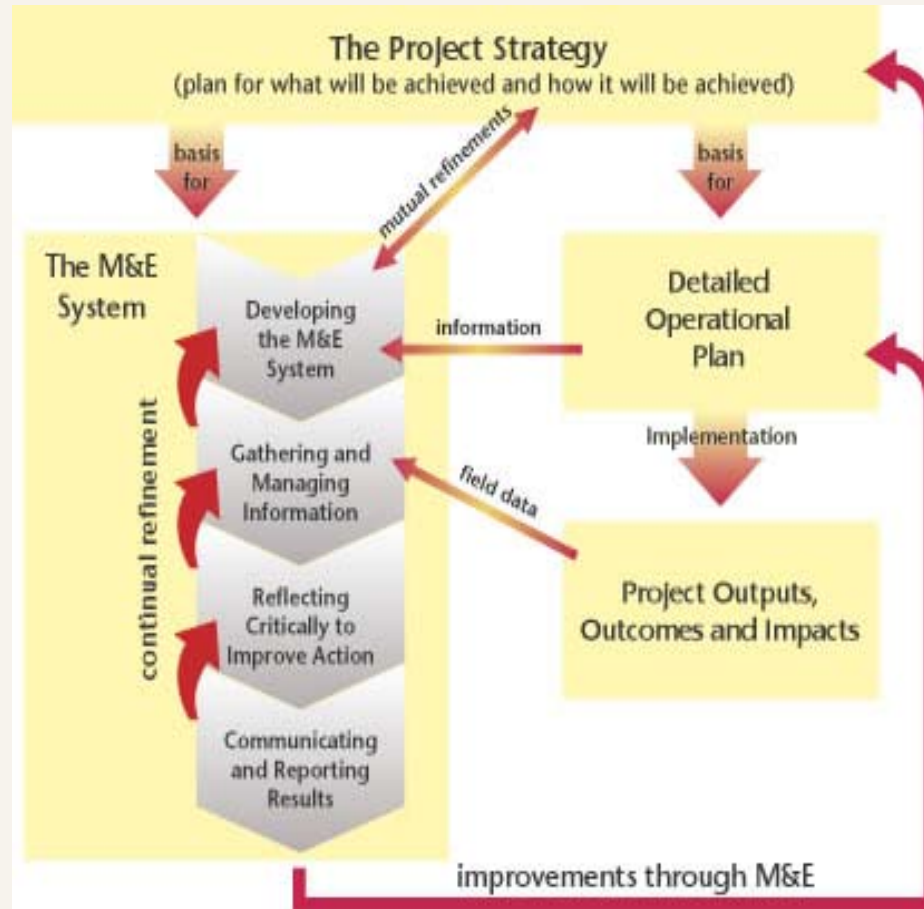 The Project Strategy
(plan for what will be achieved and how it will be achieved)
basis
for
mutual refinements
basis
for
The M&E
System
Developing
the M&E
System
information
Detailed
Operational
Plan
Implementation
Gathering and
Managing
Information
field data
continual refinement
Reflecting
Critically to
Improve Action
Project Outputs,
Outcomes and Impacts
Communicating
and Reporting
Results
improvements through M&E